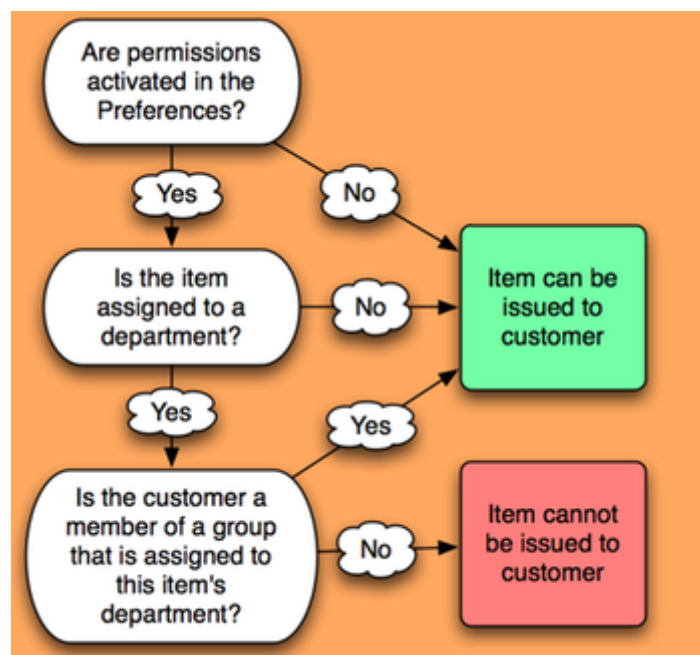 Are permissions
activated in the
Preferences?
Yes
No
Is the item
assigned to a
department?
No
Item can be
issued to
customer
Yes
Yes
Is the customer a
member of a group
that is assigned to
this item's
department?
No
Item cannot
be issued to
customer